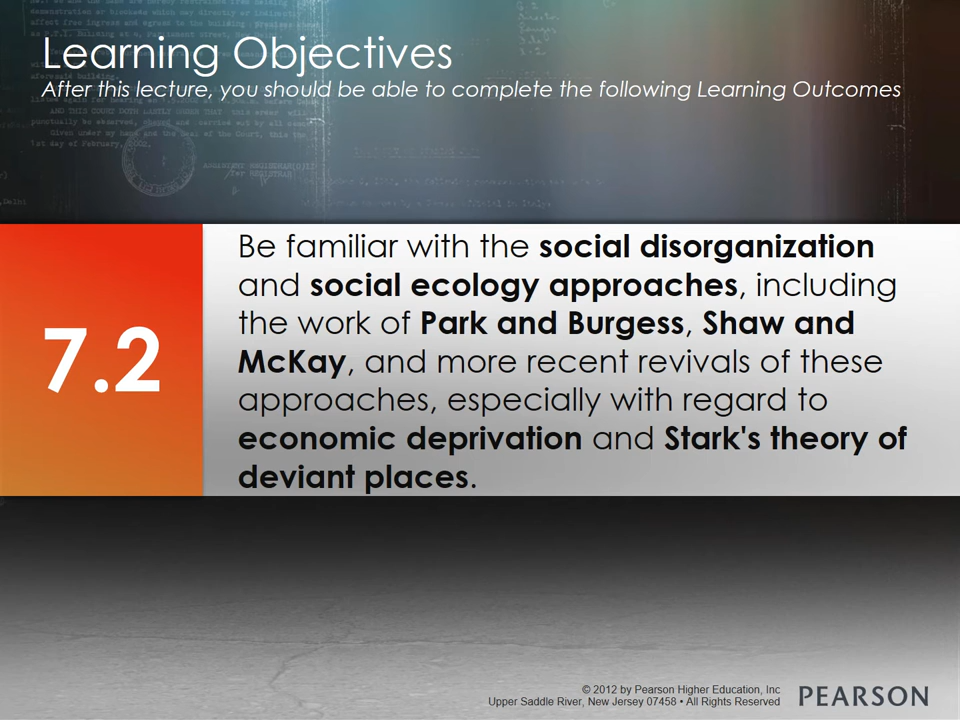 Learning Objectives
After this lecture, you should be able to complete the following Learning Outcomes
7.2
Be familiar with the social disorganization
and social ecology approaches, including
the work of Park and Burgess, Shaw and
McKay, and more recent revivals of these
approaches, especially with regard to
economic deprivation and Stark's theory of
deviant places.
© 2012 by Pearson Higher Education, Inc
Upper Saddle River, New Jersey 07458 • All Rights Reserved
PEARSON